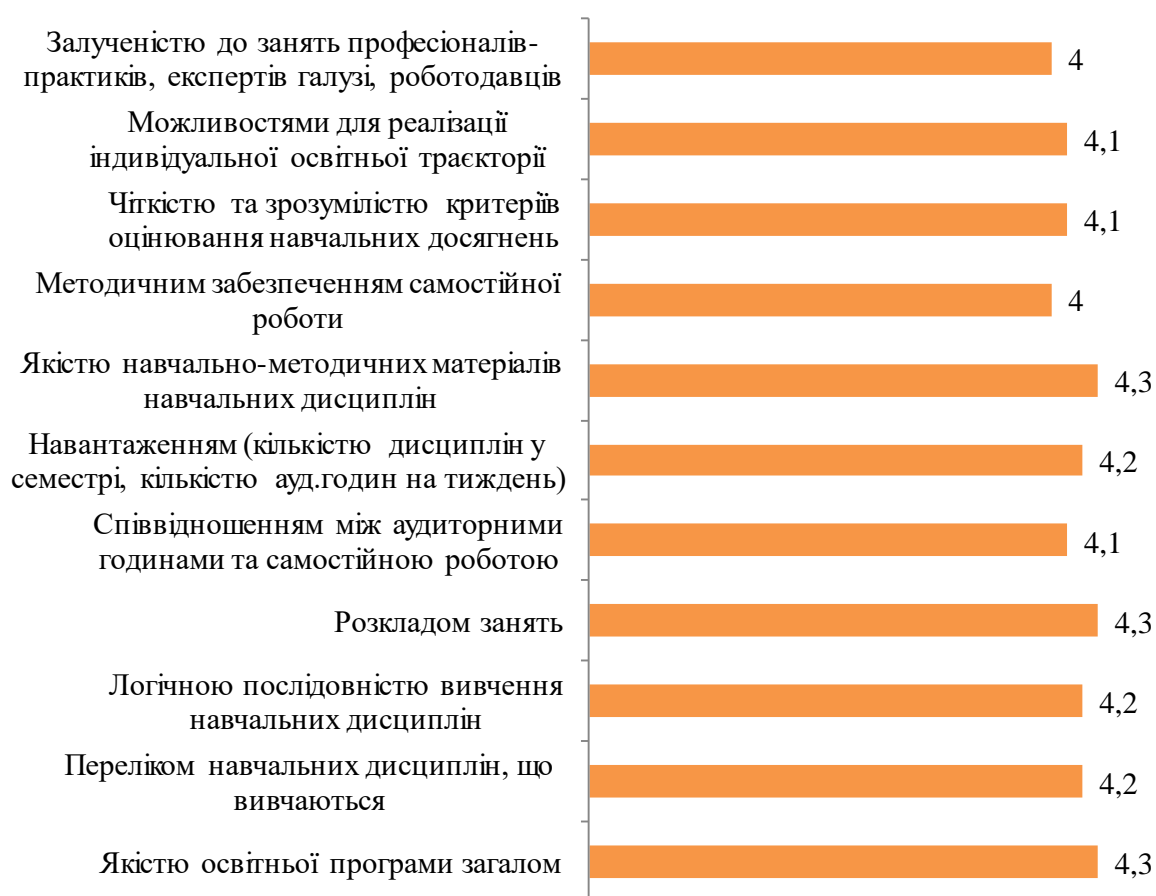 Залученістю до занять професіоналів-
практиків, експертів галузі, роботодавців
4
Можливостями для реалізації
індивідуальної освітньої траєкторії
4,1
Чіткістю та зрозумілістю критеріїв
оцінювання навчальних досягнень
4,1
Методичним забезпеченням самостійної
роботи
4
Якістю навчально-методичних матеріалів
навчальних дисциплін
4,3
Навантаженням (кількістю дисциплін у
семестрі, кількістю ауд.годин на тиждень)
4,2
Співвідношенням між аудиторними
годинами та самостійною роботою
4,1
Розкладом занять
4,3
Логічною послідовністю вивчення
навчальних дисциплін
4,2
Переліком навчальних дисциплін, що
вивчаються
4,2
Якістю освітньої програми загалом
4,3